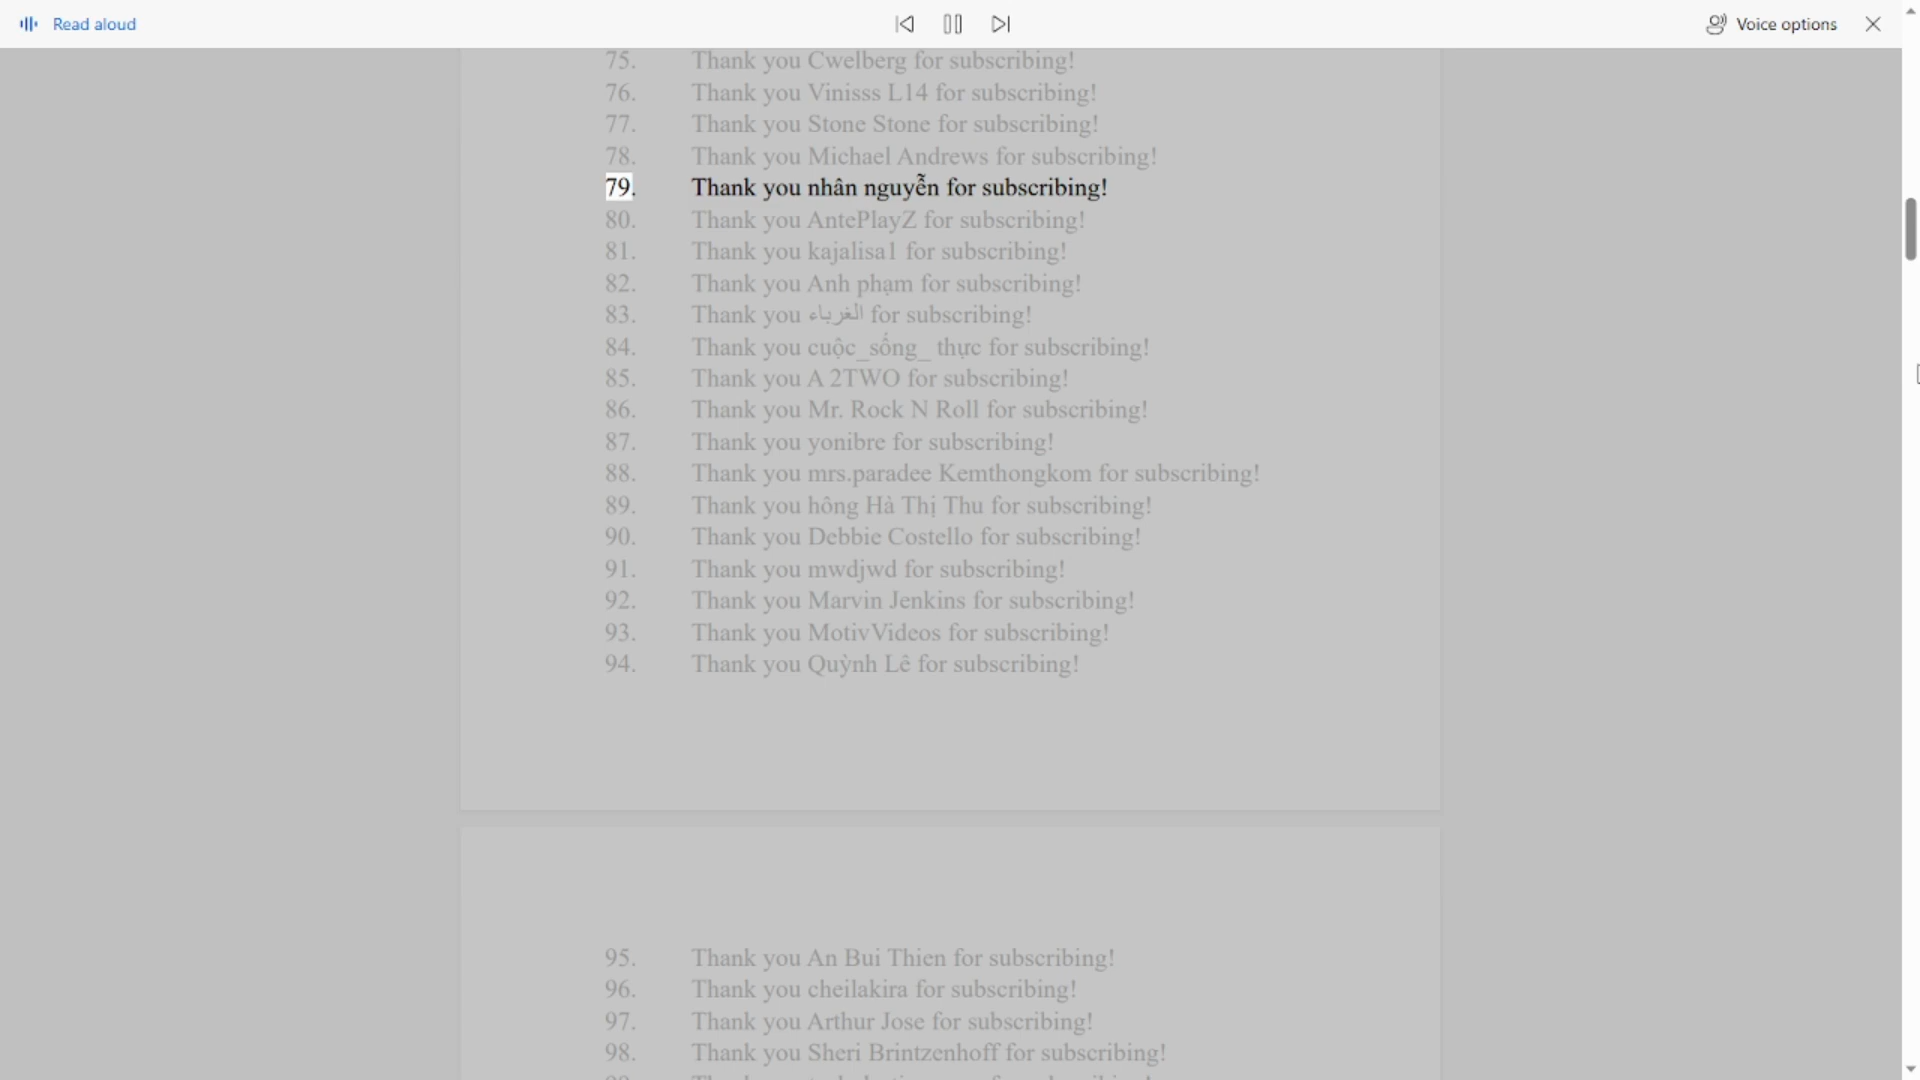 Read aloud
Voice options
75. Thank you Cwelberg for subscribing!
76. Thank you Vinisss L14 for subscribing!
77. Thank you Stone Stone for subscribing!
78. Thank you Michael Andrews for subscribing!
79. Thank you nhân nguyễn for subscribing!
80. Thank you AntePlayZ for subscribing!
81. Thank you kajalisa1 for subscribing!
82. Thank you Anh phạm for subscribing!
83. Thank you الغرباء for subscribing!
84. Thank you cuộc_sống_ thực for subscribing!
85. Thank you A 2TWO for subscribing!
86. Thank you Mr. Rock N Roll for subscribing!
87. Thank you yonibre for subscribing!
88. Thank you mrs.paradee Kemthongkom for subscribing!
89. Thank you hông Hà Thị Thu for subscribing!
90. Thank you Debbie Costello for subscribing!
91. Thank you mwdjwd for subscribing!
92. Thank you Marvin Jenkins for subscribing!
93. Thank you MotivVideos for subscribing!
94. Thank you Quỳnh Lê for subscribing!
95. Thank you An Bui Thien for subscribing!
96. Thank you cheilakira for subscribing!
97. Thank you Arthur Jose for subscribing!
98. Thank you Sheri Brintzenhoff for subscribing!